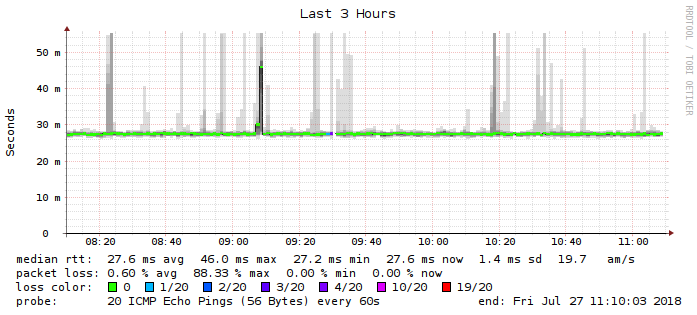 Last 3 Hours
RRDTOOL / TOBI OETIKER
Seconds
50 m
40 m
30 m
20 m
10 m
0
08:20 08:40 09:00 09:20 09:40 10:00 10:20 10:40 11:00
median rtt: 27.6 ms avg 46.0 ms max 27.2 ms min 27.6 ms now 1.4 ms sd 19.7 am/s
packet loss: 0.60 % avg 88.33 % max 0.00 % min 0.00 % now
loss color: 0 1/20 2/20 3/20 4/20 10/20 19/20
probe: 20 ICMP Echo Pings (56 Bytes) every 60s end: Fri Jul 27 11:10:03 2018